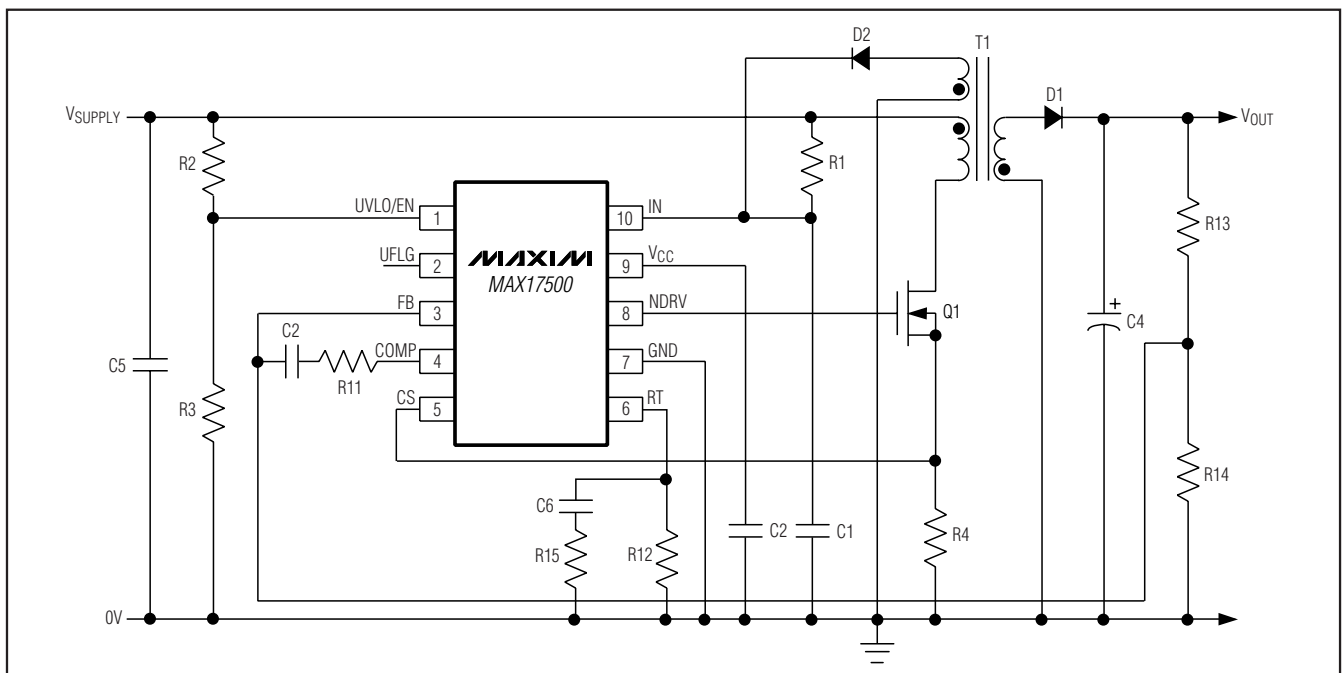 D2
T1
VSUPPLY
D1
VOUT
R2
R1
R13
UVLO/EN
1
10
IN
UFLG
2
MAXIM
MAX17500
9
VCC
FB
3
8
NDRV
Q1
C2
COMP
4
7
GND
+
C4
C5
R11
R3
CS
5
6
RT
R14
C6
R15
R12
C2
C1
R4
0V